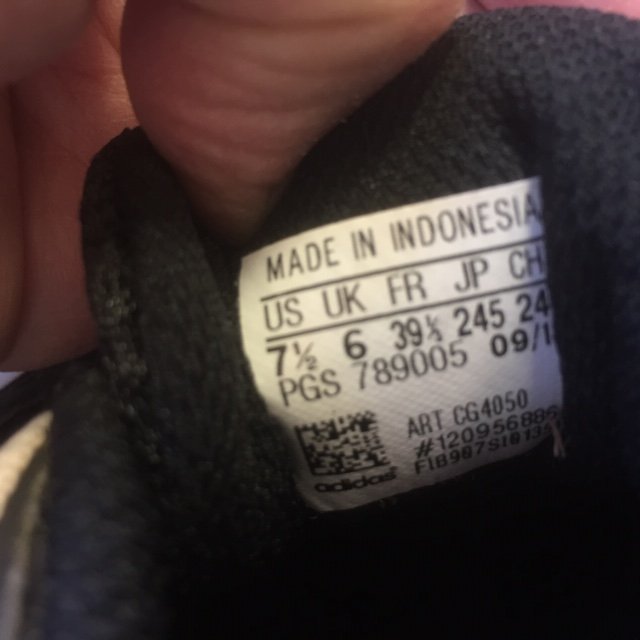 MADE IN INDONESIA
US UK FR JP CH
7½ 6 39⅓ 245 24
PGS 789005 09/1
ART CG4050
#120956886
adidas